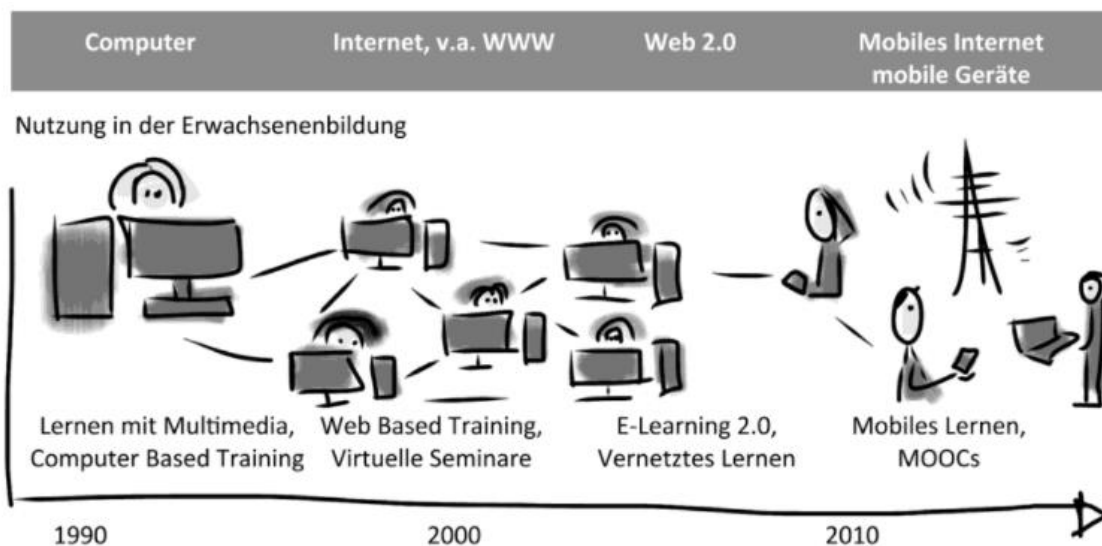 Computer
Internet, v.a. WWW
Web 2.0
Mobiles Internet
mobile Geräte
Nutzung in der Erwachsenenbildung
Lernen mit Multimedia,
Computer Based Training
Web Based Training,
Virtuelle Seminare
E-Learning 2.0,
Vernetztes Lernen
Mobiles Lernen,
MOOCs
1990
2000
2010